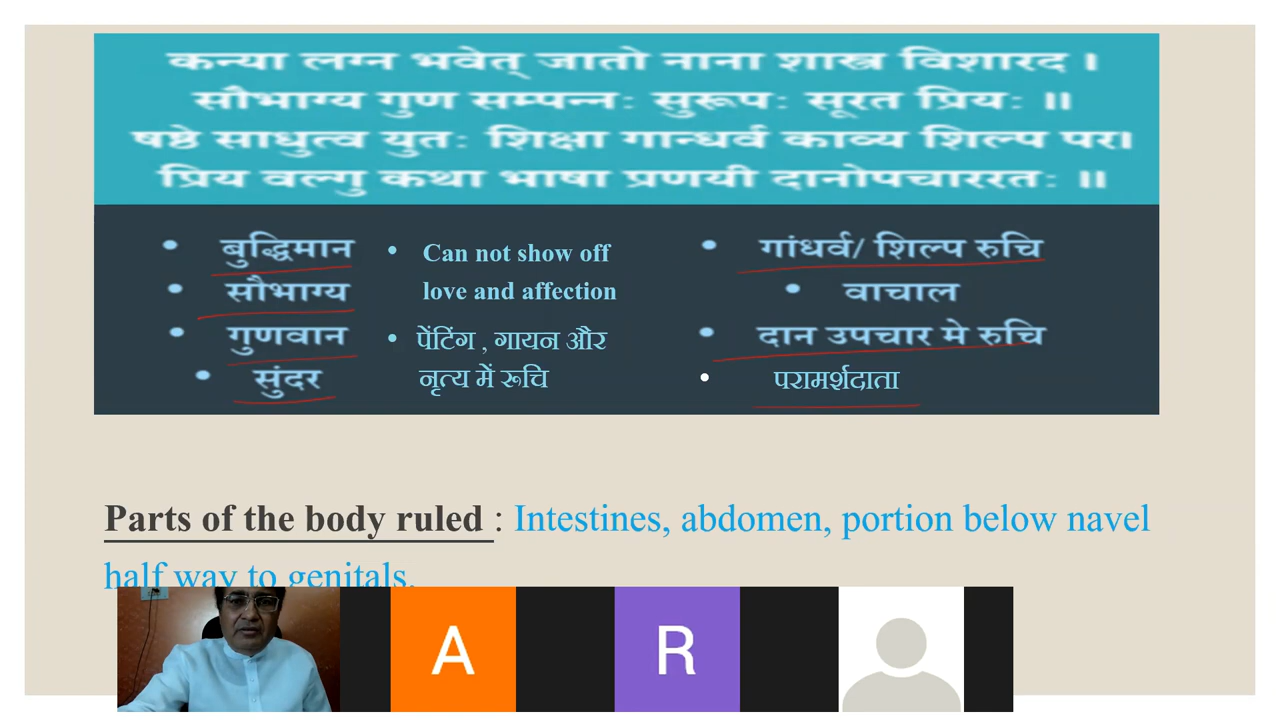 कन्या लग्न भवेत् जातो नाना शास्त्र विशारद ।
सौभाग्य गुण सम्पन्नः सुरूपः सूरत प्रियः ॥
षष्ठे साधुत्व युतः शिक्षा गान्धर्व काव्य शिल्प पर।
प्रिय वल्गु कथा भाषा प्रणयी दानोपचाररतः ॥
• बुद्धिमान
• सौभाग्य
• गुणवान
• सुंदर
• Can not show off
love and affection
• पेंटिंग , गायन और
नृत्य में रूचि
• गांधर्व/ शिल्प रुचि
• वाचाल
• दान उपचार मे रुचि
• परामर्शदाता
Parts of the body ruled : Intestines, abdomen, portion below navel
half way to genitals.
A
R